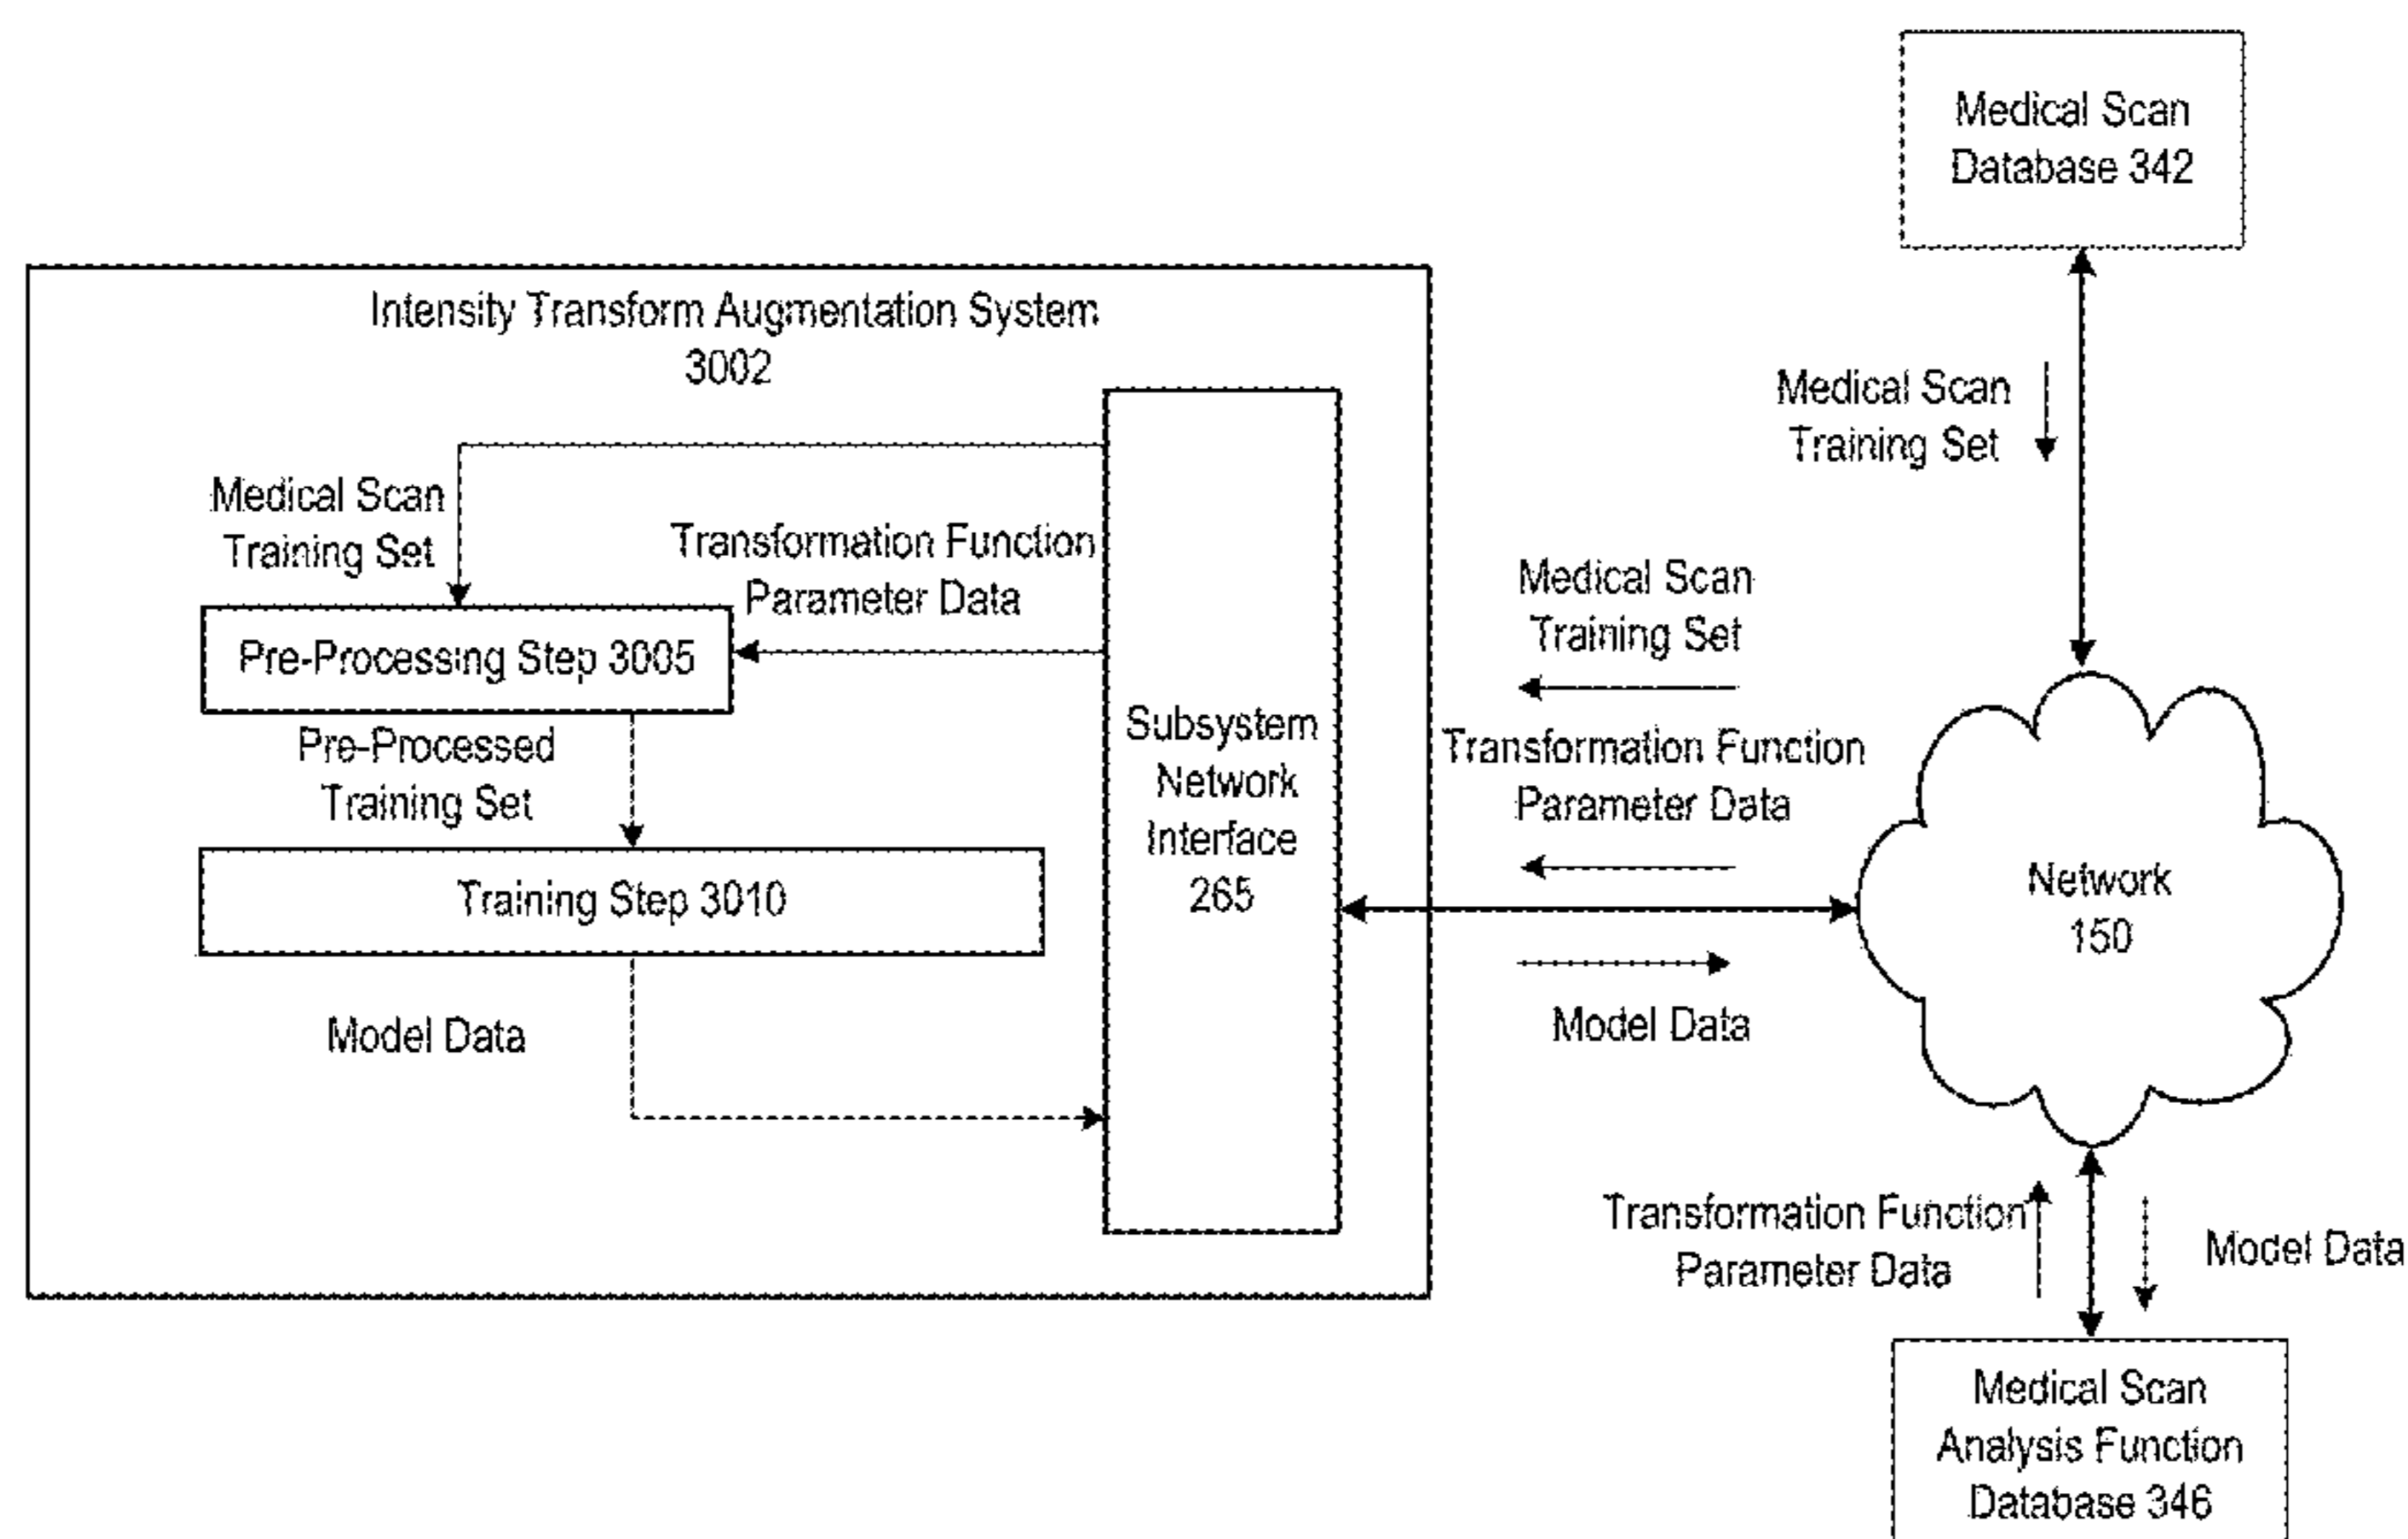 Medical Scan
Database 342
Intensity Transform Augmentation System
3002
Medical Scan
Training Set
Medical Scan
Training Set
Transformation Function
Parameter Data
Pre-Processing Step 3005
Pre-Processed
Training Set
Training Step 3010
Model Data
Subsystem
Network
Interface
265
Medical Scan
Training Set
Transformation Function
Parameter Data
Model Data
Network
150
Transformation Function
Parameter Data
Model Data
Medical Scan
Analysis Function
Database 346